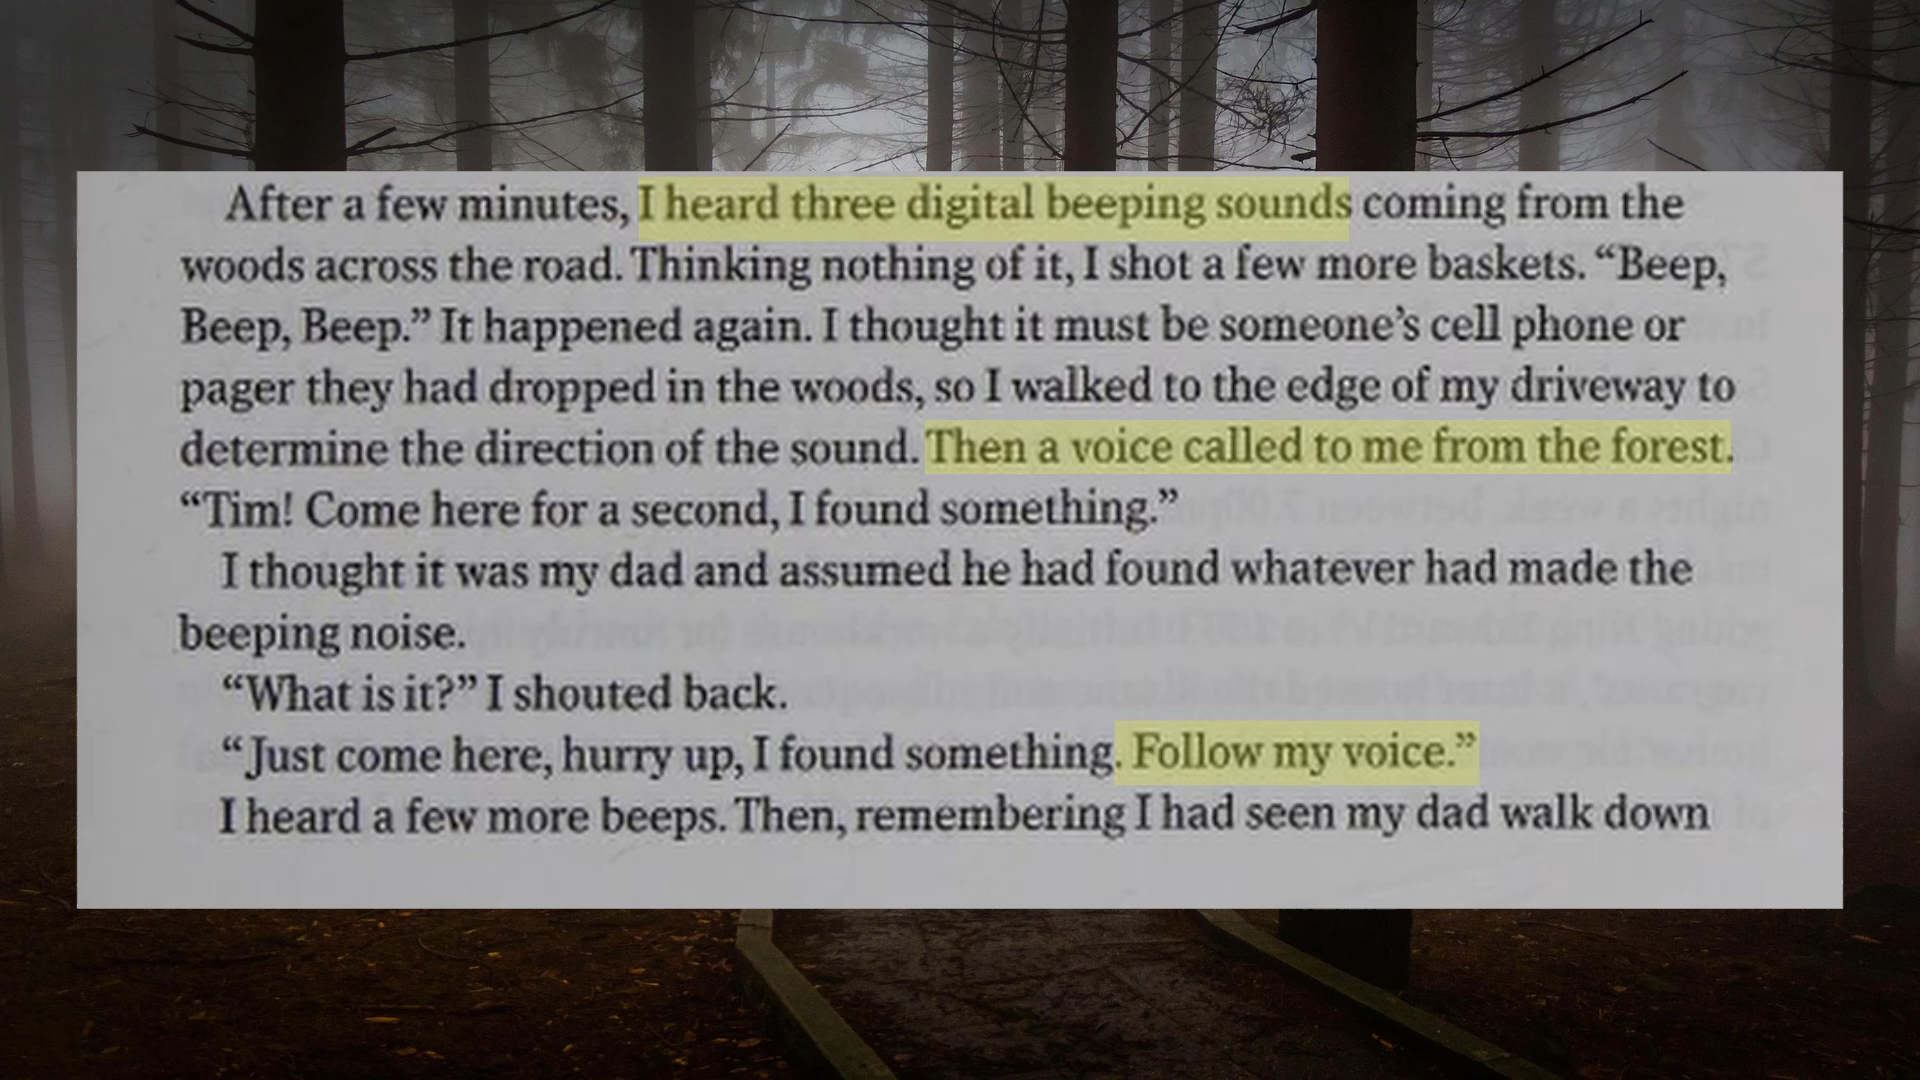 After a few minutes, I heard three digital beeping sounds coming from the
woods across the road. Thinking nothing of it, I shot a few more baskets. “Beep,
Beep, Beep.” It happened again. I thought it must be someone’s cell phone or
pager they had dropped in the woods, so I walked to the edge of my driveway to
determine the direction of the sound. Then a voice called to me from the forest.
“Tim! Come here for a second, I found something.”
I thought it was my dad and assumed he had found whatever had made the
beeping noise.
“What is it?” I shouted back.
“Just come here, hurry up, I found something. Follow my voice.”
I heard a few more beeps. Then, remembering I had seen my dad walk down